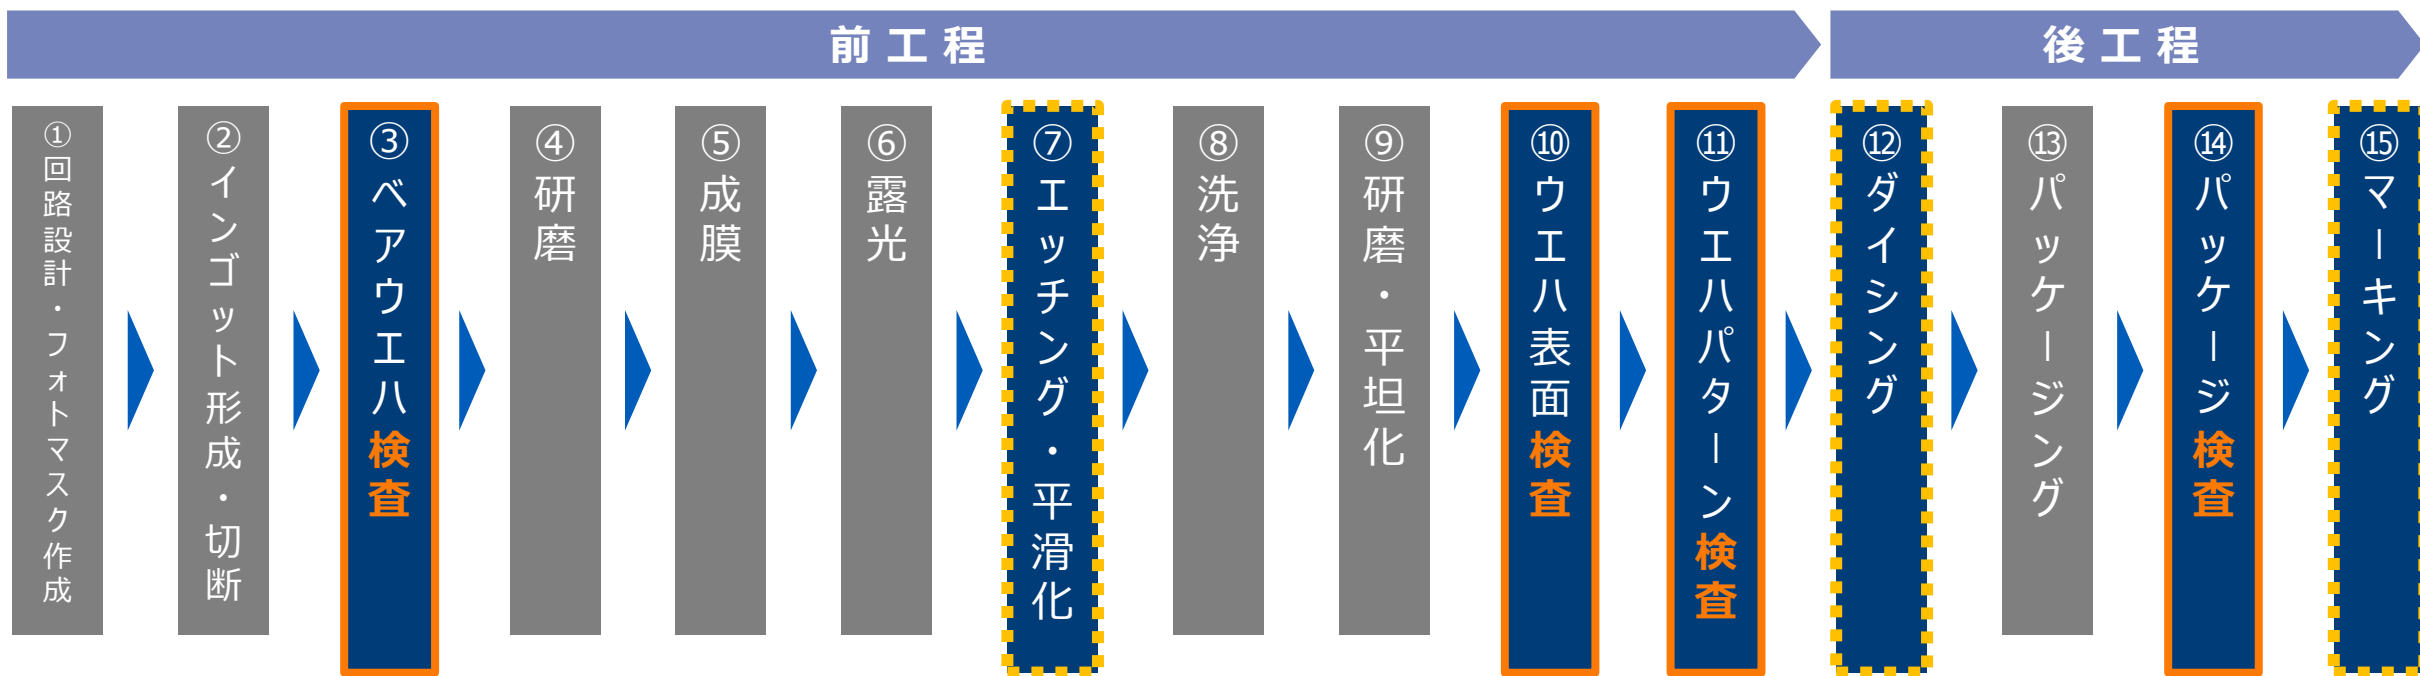 前工程
後工程
①回路設計・フォトマスク作成
②インゴット形成・切断
③ベアウエハ検査
④研磨
⑤成膜
⑥露光
⑦エッチング・平滑化
⑧洗浄
⑨研磨・平坦化
⑩ウエハ表面検査
⑪ウエハパターン検査
⑫ダイシング
⑬パッケージング
⑭パッケージ検査
⑮マーキング